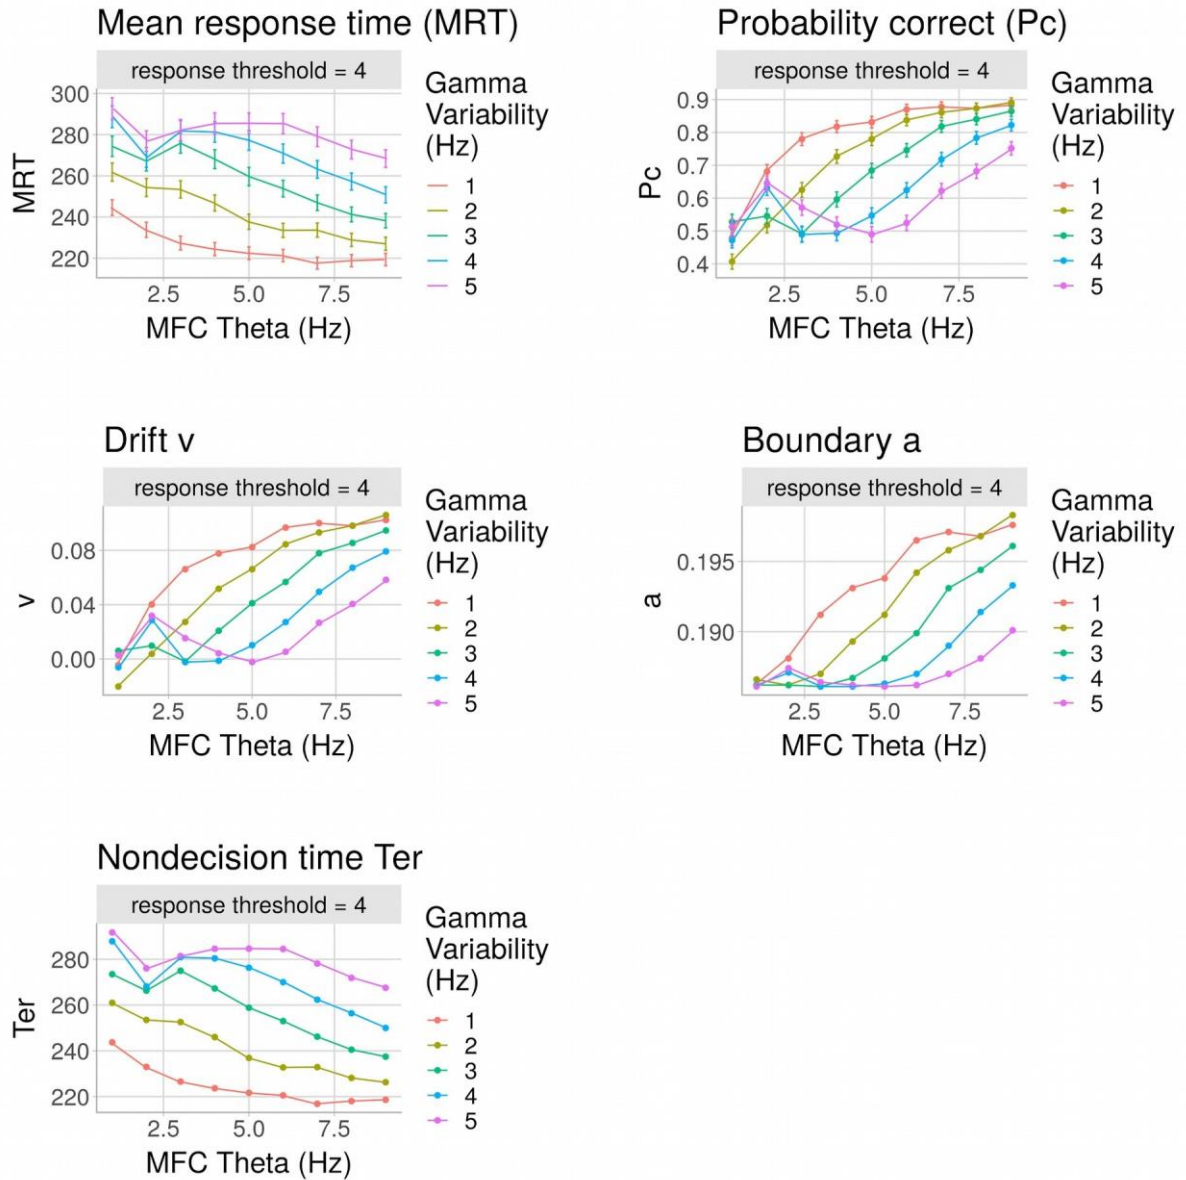 Mean response time (MRT)
response threshold = 4
300
280
260
240
220
MRT
2.5 5.0 7.5
MFC Theta (Hz)
Gamma
Variability
(Hz)
1
2
3
4
5
Probability correct (Pc)
response threshold = 4
0.9
0.8
0.7
0.6
0.5
0.4
Pc
2.5 5.0 7.5
MFC Theta (Hz)
Gamma
Variability
(Hz)
1
2
3
4
5
Drift v
response threshold = 4
0.08
0.04
0.00
v
2.5 5.0 7.5
MFC Theta (Hz)
Gamma
Variability
(Hz)
1
2
3
4
5
Boundary a
response threshold = 4
0.195
0.190
a
2.5 5.0 7.5
MFC Theta (Hz)
Gamma
Variability
(Hz)
1
2
3
4
5
Nondecision time Ter
response threshold = 4
280
260
240
220
Ter
2.5 5.0 7.5
MFC Theta (Hz)
Gamma
Variability
(Hz)
1
2
3
4
5